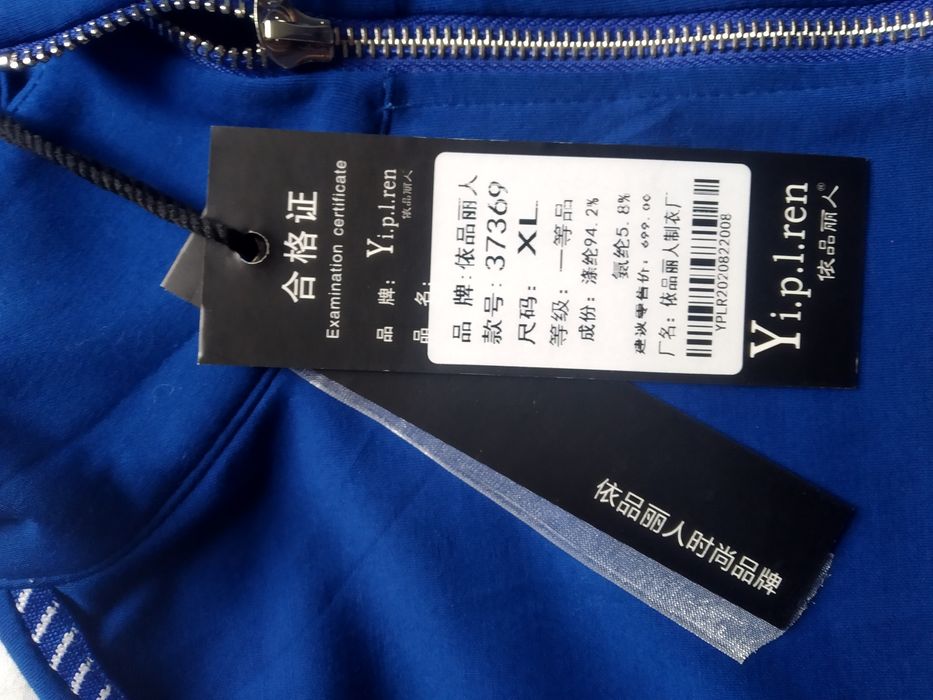 合格证
Examination certificate
品 牌: Yi.p.l.ren
依品丽人
品 名:
品 牌:依品丽人
款号:37369
尺码: XL
等级:一等品
成份: 涤纶94.2%
氨纶5.8%
建议零售价:699.00
厂名:依品丽人制衣厂
YPLR2020822008
Yi.p.l.ren
依品丽人®
依品丽人时尚品牌